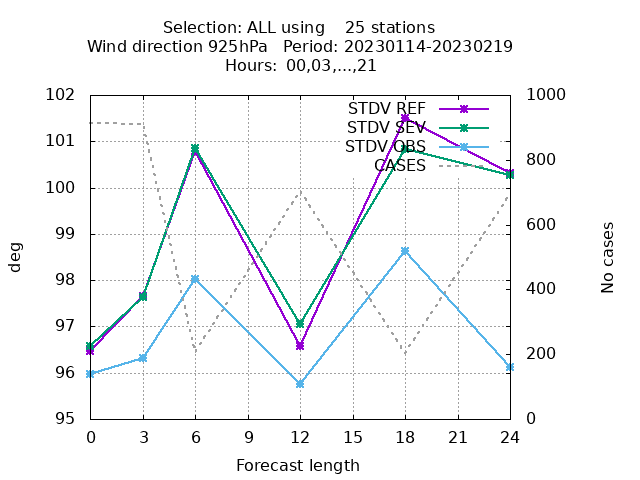 Selection: ALL using    25 stations
Wind direction 925hPa   Period: 20230114-20230219
Hours: 00,03,...,21
102
101
100
99
98
97
96
95
1000
800
600
400
200
0
STDV REF
STDV SEV
STDV OBS
CASES
deg
No cases
0 3 6 9 12 15 18 21 24
Forecast length